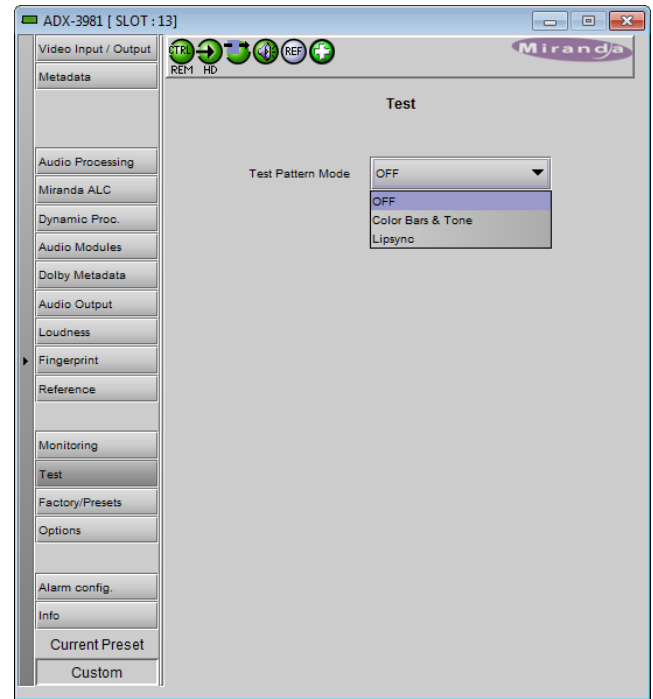 ADX-3981 [ SLOT : 13]
Video Input / Output
Metadata
Audio Processing
Miranda ALC
Dynamic Proc.
Audio Modules
Dolby Metadata
Audio Output
Loudness
Fingerprint
Reference
Monitoring
Test
Factory/Presets
Options
Alarm config.
Info
Current Preset
Custom
CTRL
REF
REM HD
Miranda
Test
Test Pattern Mode OFF
OFF
Color Bars & Tone
Lipsync